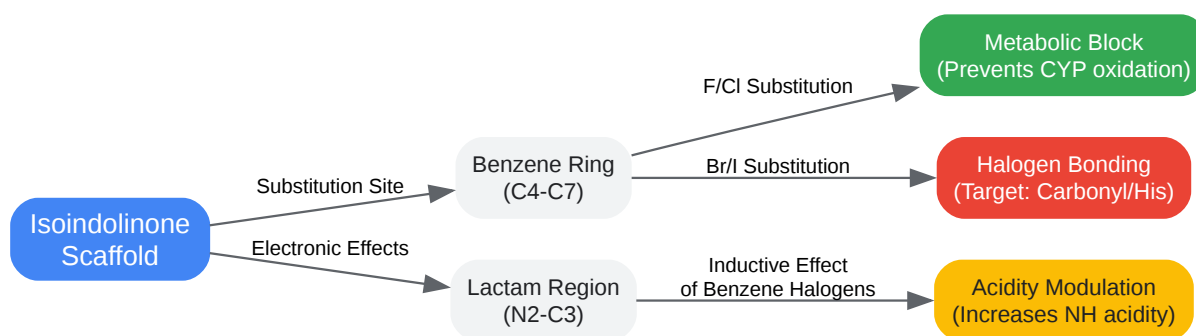 Isoindolinone
Scaffold
Substitution Site
Electronic Effects
Benzene Ring
(C4-C7)
Lactam Region
(N2-C3)
F/Cl Substitution
Br/I Substitution
Inductive Effect
of Benzene Halogens
Metabolic Block
(Prevents CYP oxidation)
Halogen Bonding
(Target: Carbonyl/His)
Acidity Modulation
(Increases NH acidity)